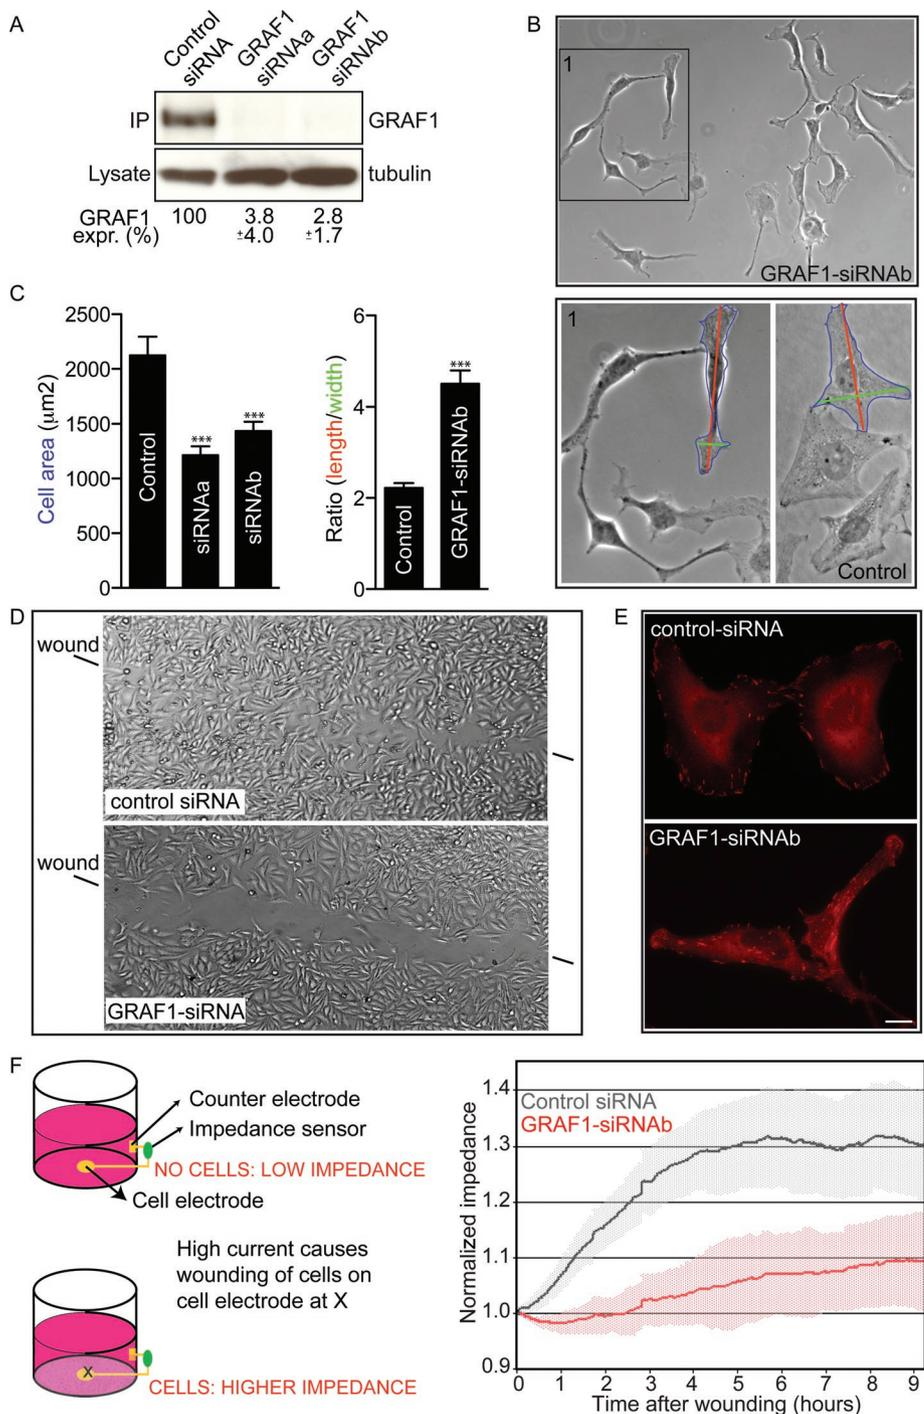 A
Control
siRNA
GRAF1
siRNAa
GRAF1
siRNAb
IP
GRAF1
Lysate
tubulin
GRAF1
expr. (%)
100
3.8
±4.0
2.8
±1.7
B
1
GRAF1-siRNAb
1
Control
C
Cell area (μm2)
2500
2000
1500
1000
500
0
Control
***
siRNAa
***
siRNAb
Ratio (length/width)
6
4
2
0
Control
***
GRAF1-siRNAb
D
wound
control siRNA
wound
GRAF1-siRNA
E
control-siRNA
GRAF1-siRNAb
F
Counter electrode
Impedance sensor
NO CELLS: LOW IMPEDANCE
Cell electrode
High current causes
wounding of cells on
cell electrode at X
X
CELLS: HIGHER IMPEDANCE
Normalized impedance
1.4
1.3
1.2
1.1
1.0
0.9
Control siRNA
GRAF1-siRNAb
0 1 2 3 4 5 6 7 8 9
Time after wounding (hours)